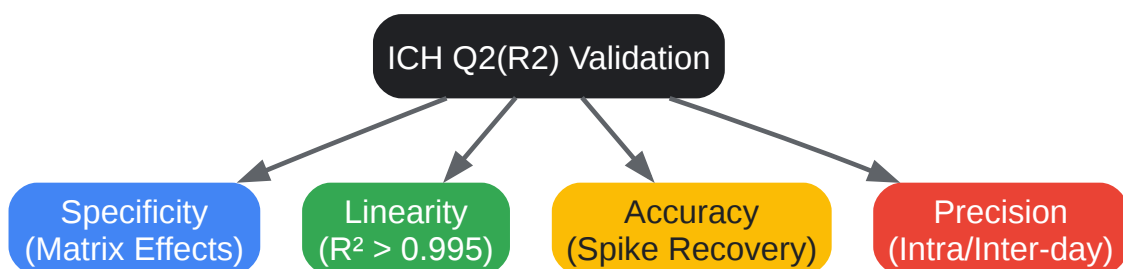 ICH Q2(R2) Validation
Specificity
(Matrix Effects)
Linearity
(R² > 0.995)
Accuracy
(Spike Recovery)
Precision
(Intra/Inter-day)